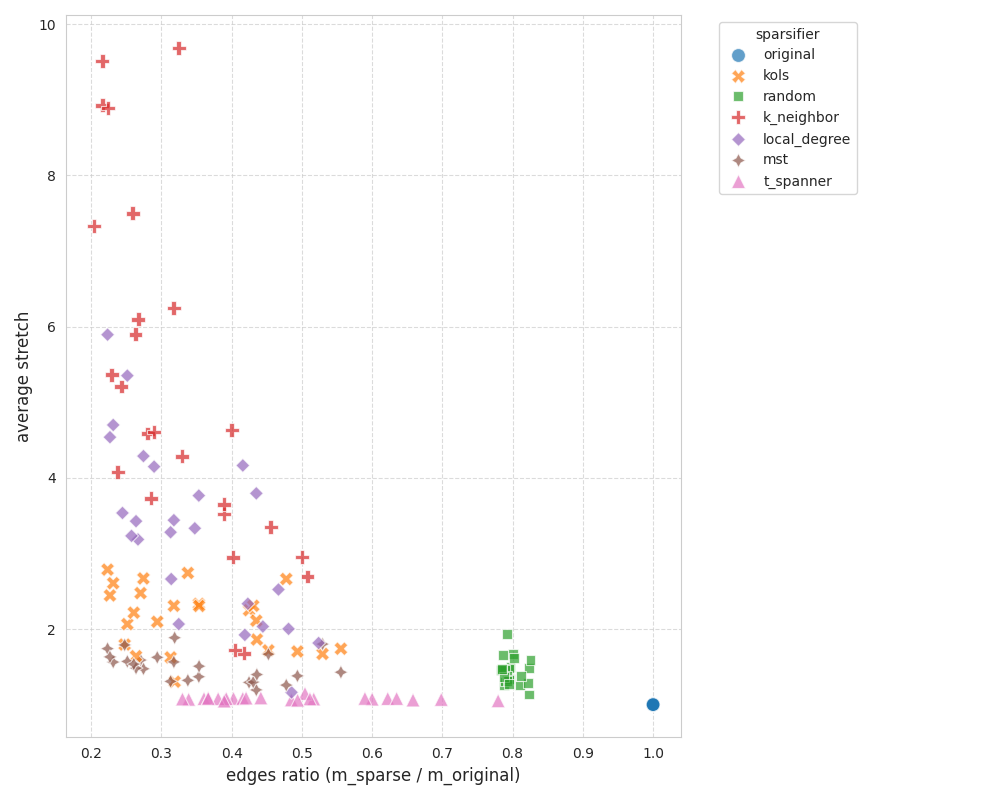 sparsifier
original
kols
random
k_neighbor
local_degree
mst
t_spanner
10
8
6
4
2
average stretch
0.2 0.3 0.4 0.5 0.6 0.7 0.8 0.9 1.0
edges ratio (m_sparse / m_original)